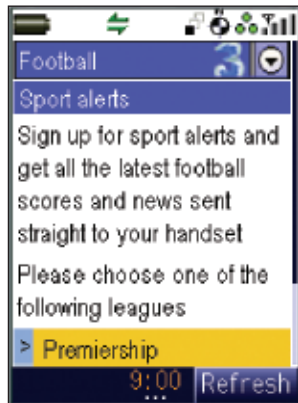 Football 3
Sport alerts
Sign up for sport alerts and
get all the latest football
scores and news sent
straight to your handset
Please choose one of the
following leagues
> Premiership
9:00 Refresh